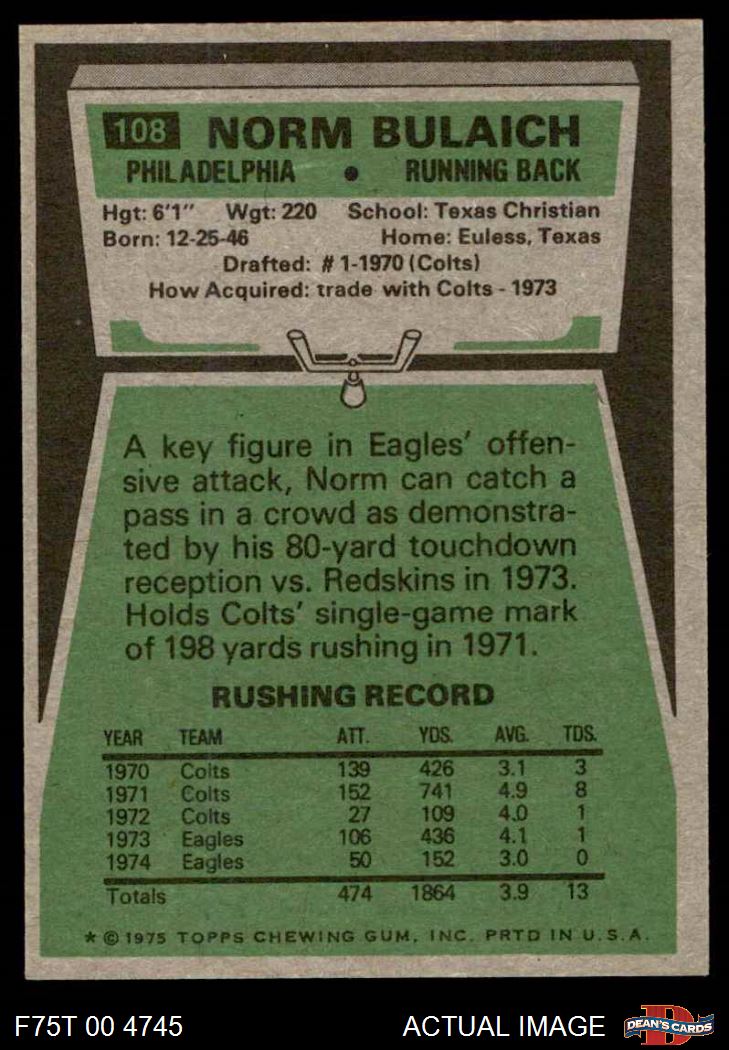 108 NORM BULAICH
PHILADELPHIA • RUNNING BACK
Hgt: 6'1" Wgt: 220 School: Texas Christian
Born: 12-25-46 Home: Euless, Texas
Drafted: #1-1970 (Colts)
How Acquired: trade with Colts - 1973
A key figure in Eagles' offen-
sive attack, Norm can catch a
pass in a crowd as demonstra-
ted by his 80-yard touchdown
reception vs. Redskins in 1973.
Holds Colts' single-game mark
of 198 yards rushing in 1971.
RUSHING RECORD
YEAR TEAM ATT. YDS. AVG. TDS.
1970 Colts 139 426 3.1 3
1971 Colts 152 741 4.9 8
1972 Colts 27 109 4.0 1
1973 Eagles 106 436 4.1 1
1974 Eagles 50 152 3.0 0
Totals 474 1864 3.9 13
* © 1975 TOPPS CHEWING GUM, INC. PRTD IN U.S.A.
F75T 00 4745 ACTUAL IMAGE D DEAN'S CARDS